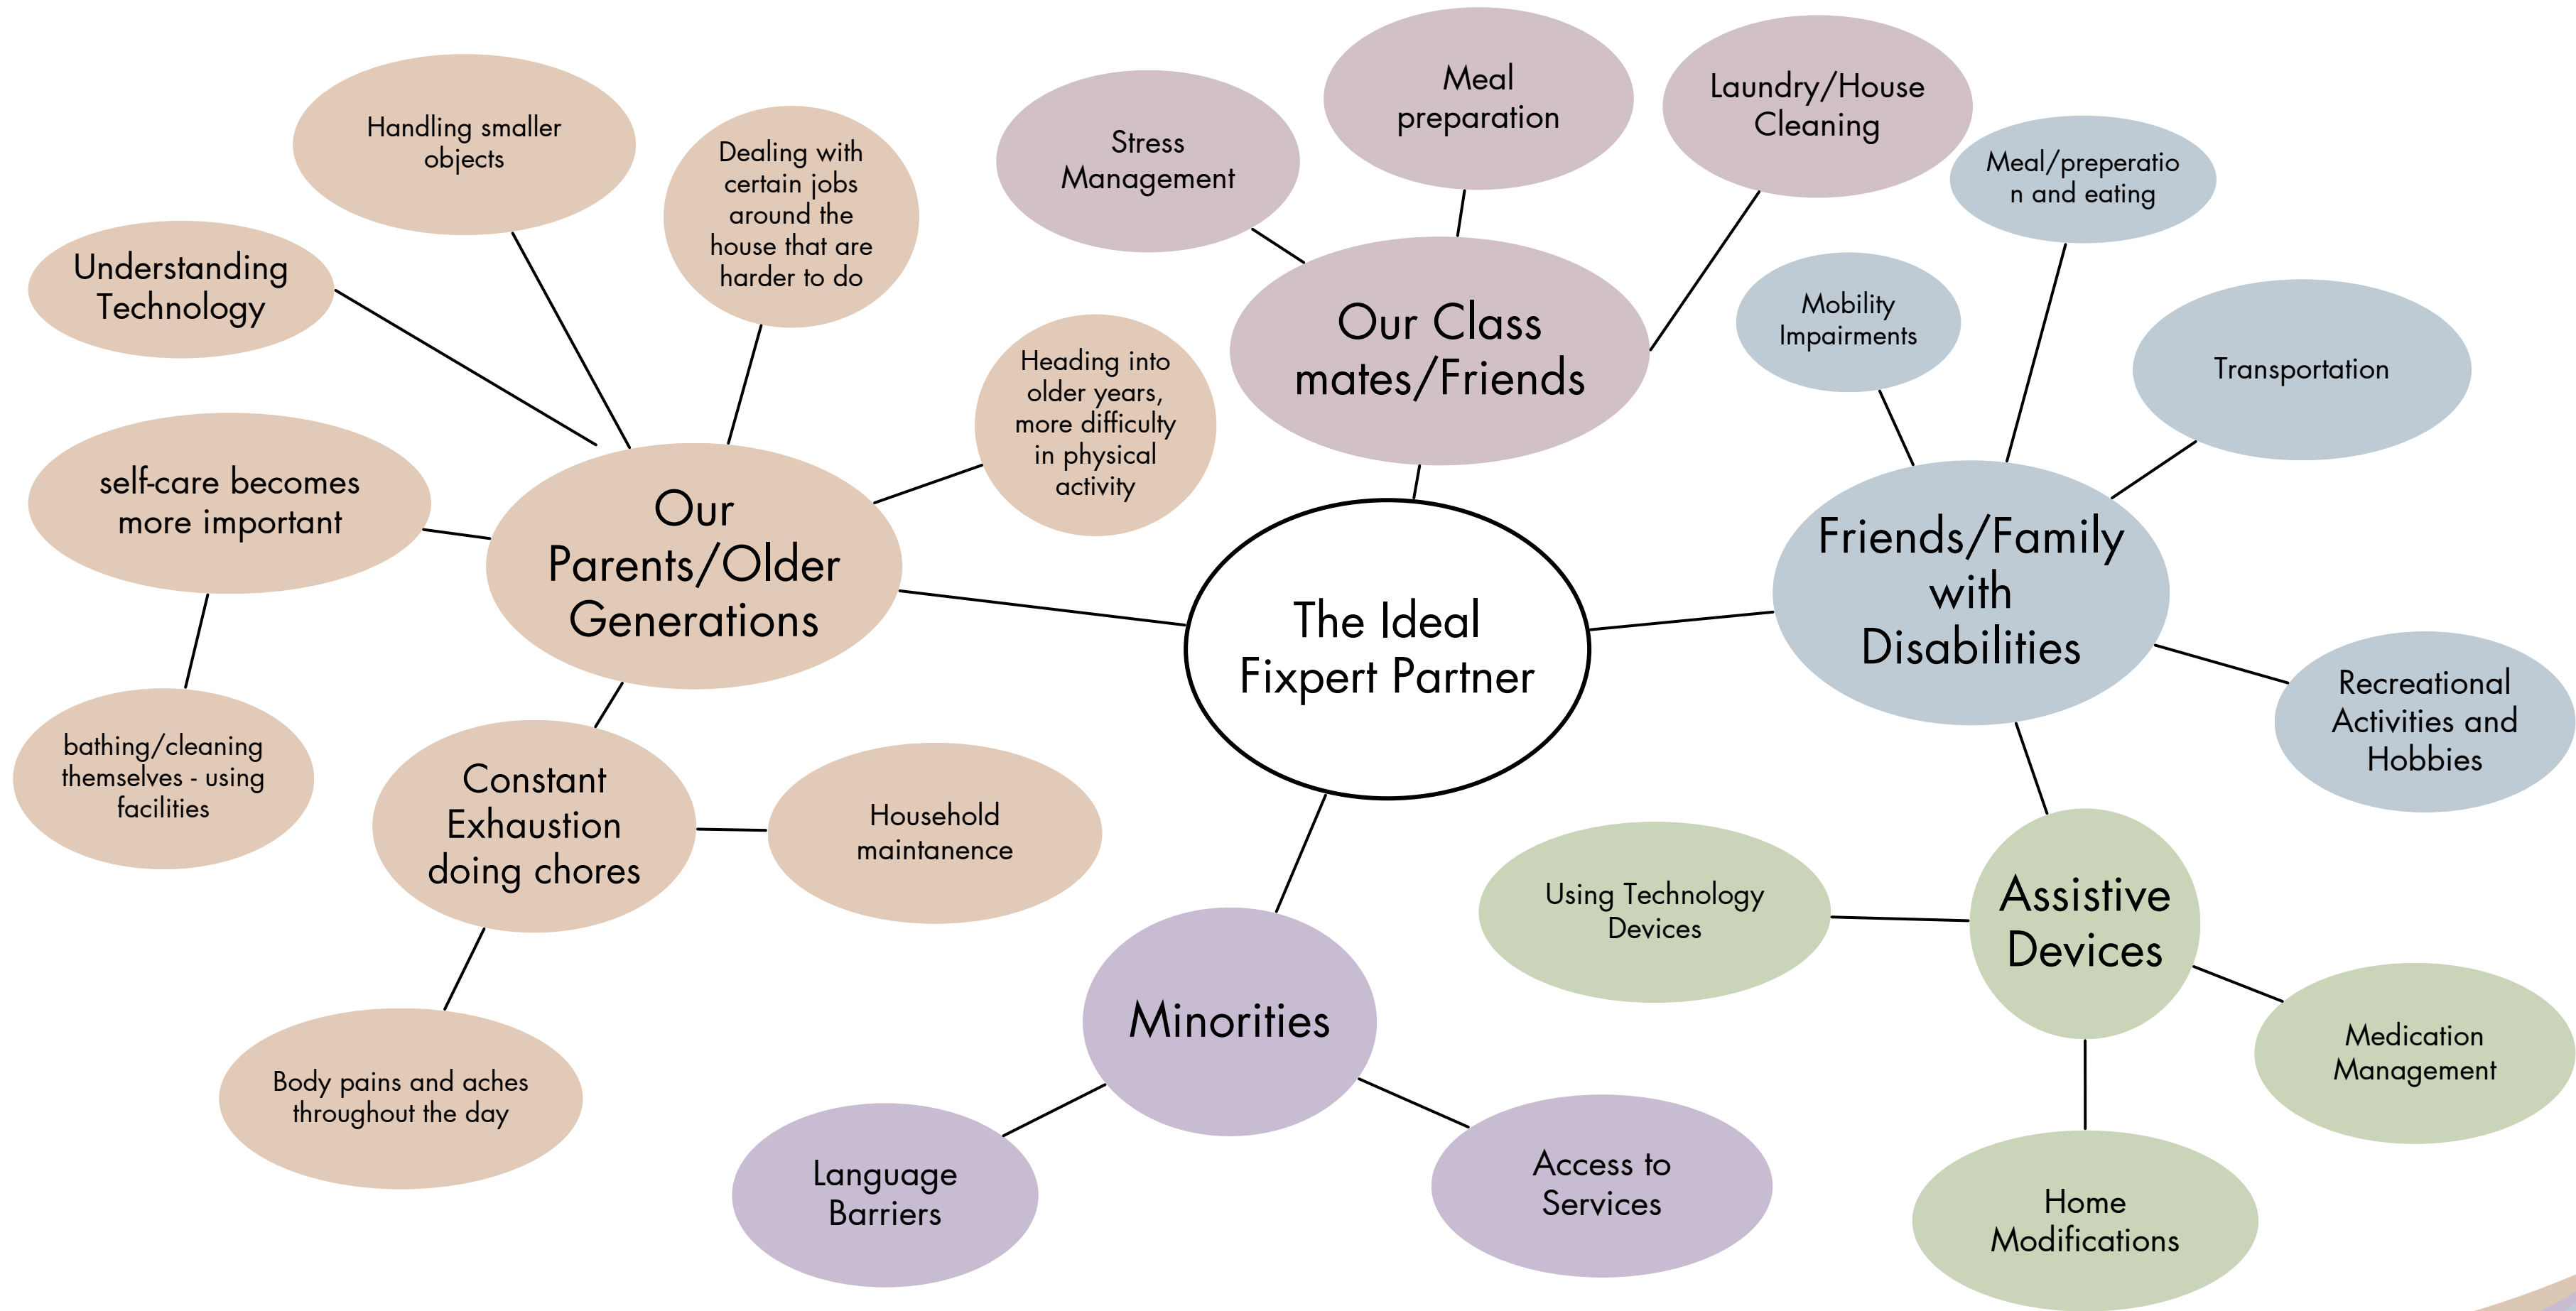 Meal
preparation
Laundry/House
Cleaning
Stress
Management
Handling smaller
objects
Dealing with
certain jobs
around the
house that are
harder to do
Meal/preperatio
n and eating
Understanding
Technology
Mobility
Impairments
Our Class
mates/Friends
Transportation
Heading into
older years,
more difficulty
in physical
activity
self-care becomes
more important
Our
Parents/Older
Generations
Friends/Family
with
Disabilities
The Ideal
Fixpert Partner
Recreational
Activities and
Hobbies
bathing/cleaning
themselves - using
facilities
Constant
Exhaustion
doing chores
Household
maintanence
Using Technology
Devices
Assistive
Devices
Minorities
Medication
Management
Body pains and aches
throughout the day
Language
Barriers
Access to
Services
Home
Modifications